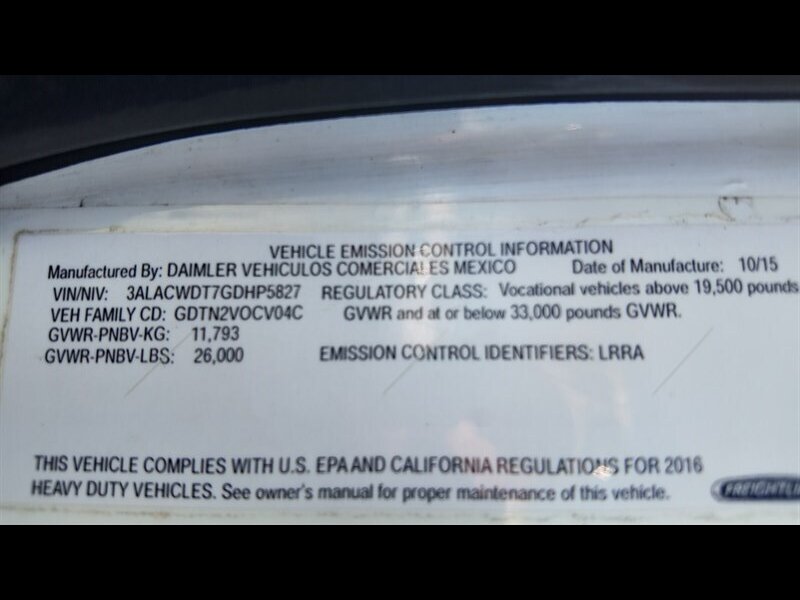 VEHICLE EMISSION CONTROL INFORMATION
Manufactured By: DAIMLER VEHICULOS COMERCIALES MEXICO Date of Manufacture: 10/15
VIN/NIV: 3ALACWDT7GDHP5827 REGULATORY CLASS: Vocational vehicles above 19,500 pounds
VEH FAMILY CD: GDTN2VOCV04C GVWR and at or below 33,000 pounds GVWR.
GVWR-PNBV-KG: 11,793
GVWR-PNBV-LBS: 26,000 EMISSION CONTROL IDENTIFIERS: LRRA
THIS VEHICLE COMPLIES WITH U.S. EPA AND CALIFORNIA REGULATIONS FOR 2016
HEAVY DUTY VEHICLES. See owner's manual for proper maintenance of this vehicle.
FREIGHTLI